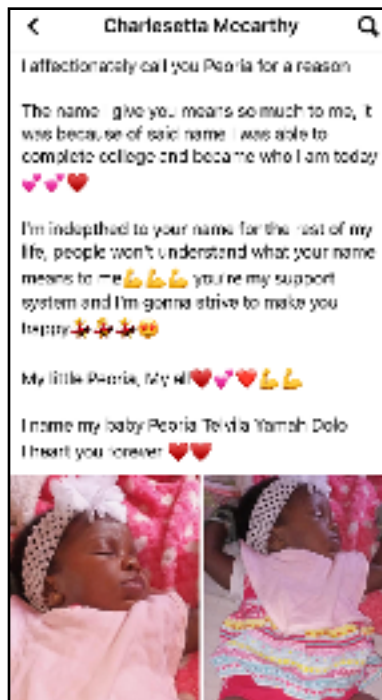 Charlesetta Mccarthy
I affectionately call you Peoria for a reason
The name I give you means so much to me, it
was because of said name I was able to
complete college and became who I am today
💕💕❤️
I'm indepthed to your name for the rest of my
life, people won't understand what your name
means to me💪💪💪 you're my support
system and I'm gonna strive to make you
happy💃💃💃😍
My little Peoria, My all❤️💕❤️💪💪
I name my baby Peoria Yamah Dolo
I heart you forever ❤️❤️